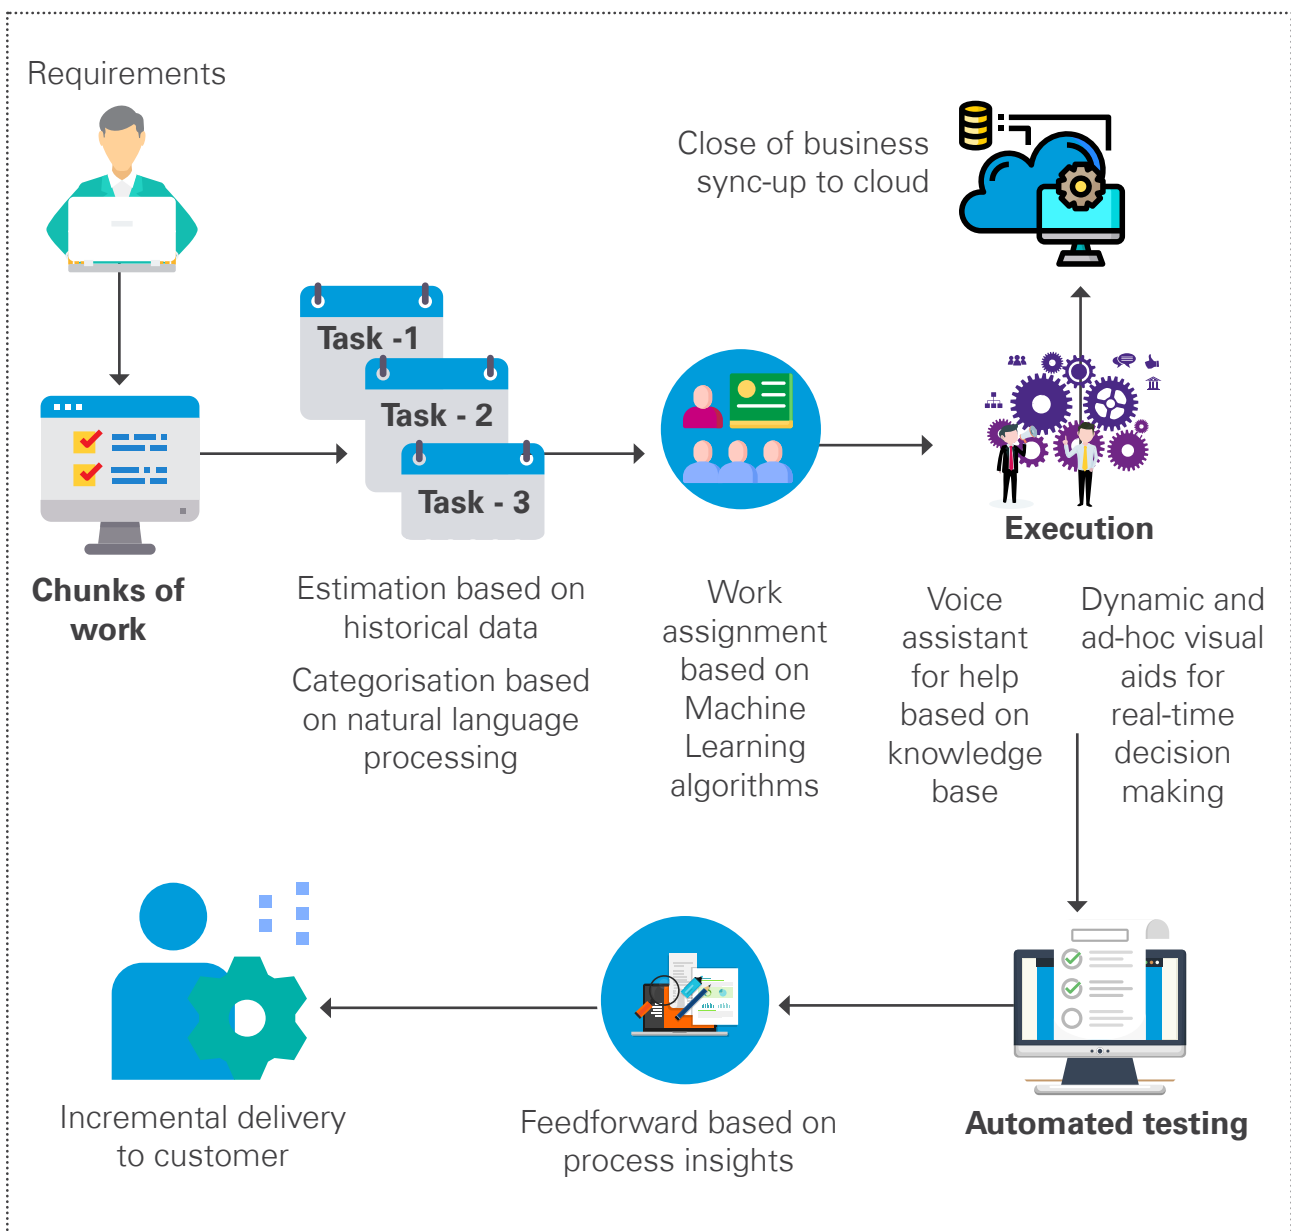 Requirements
Close of business
sync-up to cloud
Task -1
Task - 2
Task - 3
Execution
Chunks of
work
Estimation based on
historical data
Categorisation based
on natural language
processing
Work
assignment
based on
Machine
Learning
algorithms
Voice
assistant
for help
based on
knowledge
base
Dynamic and
ad-hoc visual
aids for
real-time
decision
making
Incremental delivery
to customer
Feedforward based on
process insights
Automated testing